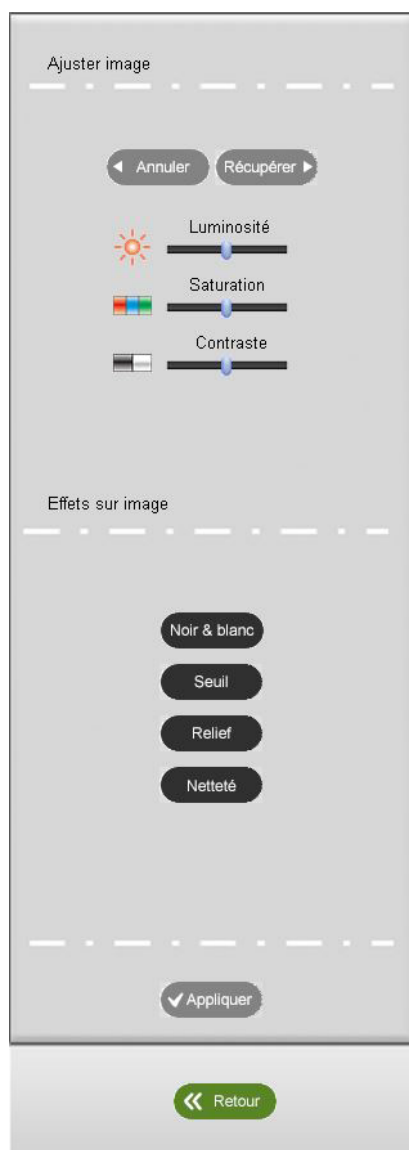 Ajuster image
Annuler Récupérer
Luminosité
Saturation
Contraste
Effets sur image
Noir & blanc
Seuil
Relief
Netteté
Appliquer
Retour